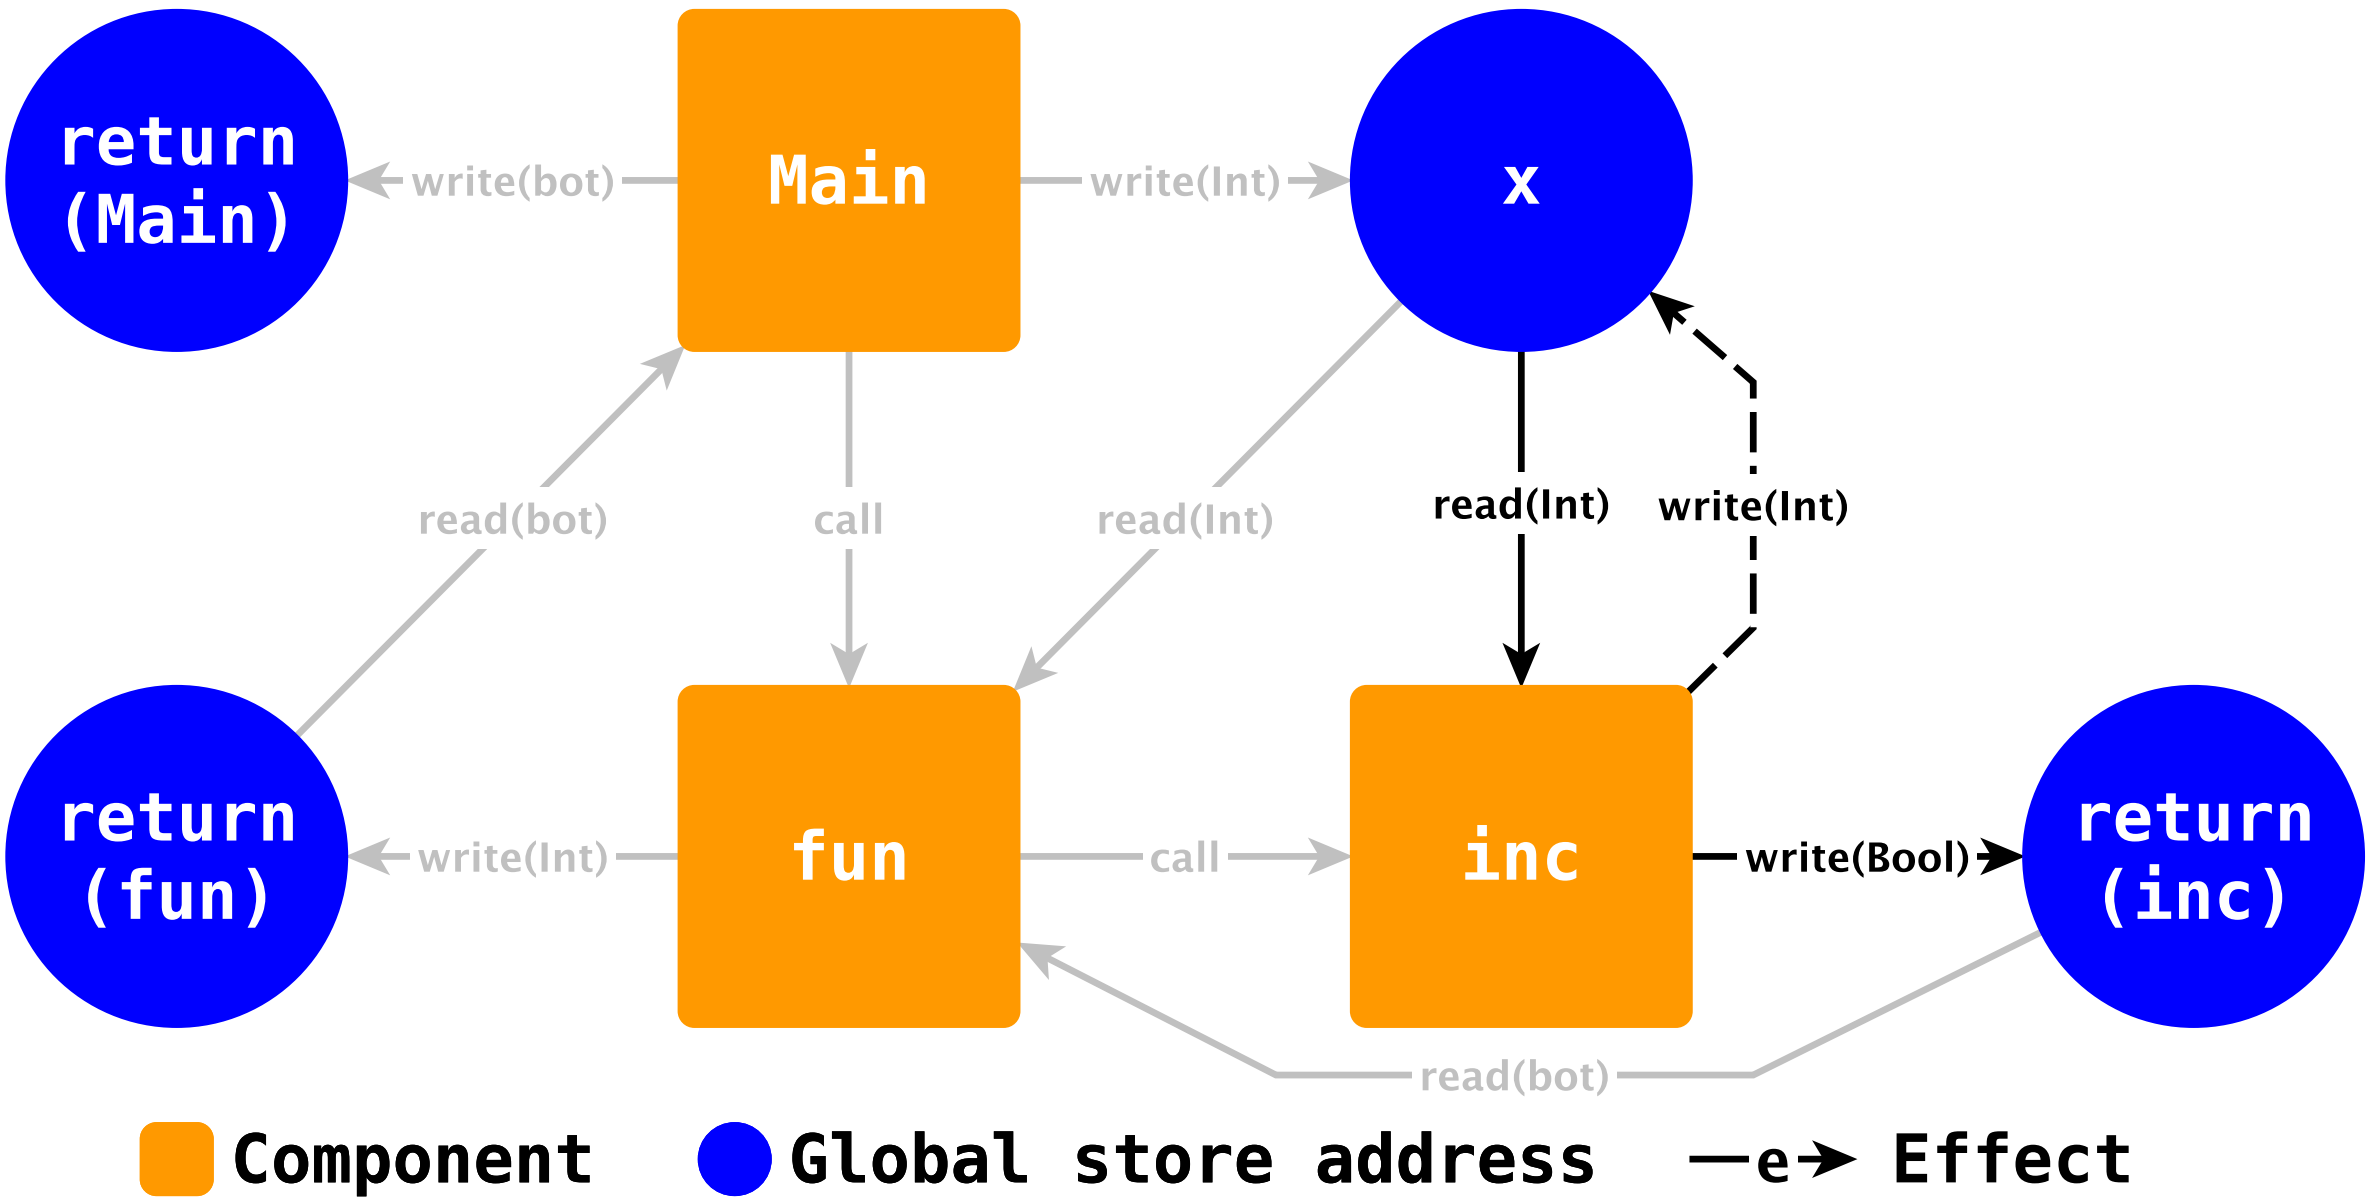 return
(Main)
write(bot)
Main
write(Int)
x
read(bot)
call
read(Int)
read(Int)
write(Int)
return
(fun)
write(Int)
fun
call
inc
write(Bool)
return
(inc)
read(bot)
Component
Global store address
e
Effect